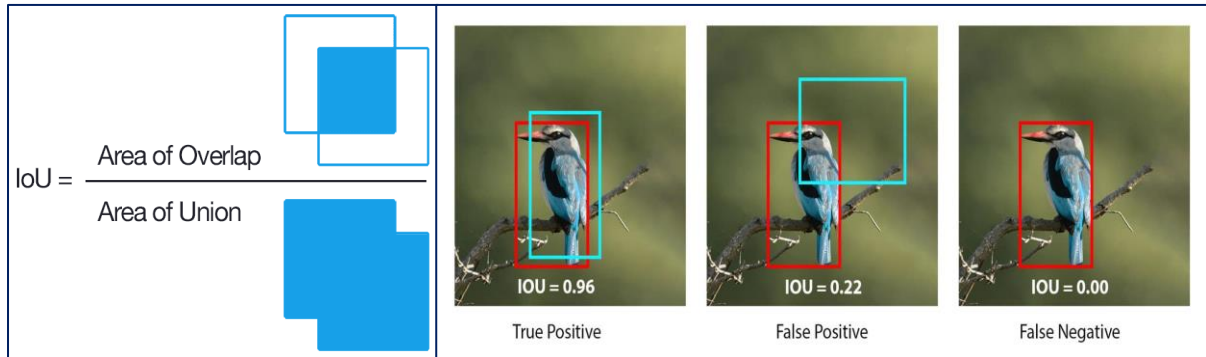 IoU =
Area of Overlap
Area of Union
IOU = 0.96
IOU = 0.22
IOU = 0.00
True Positive
False Positive
False Negative